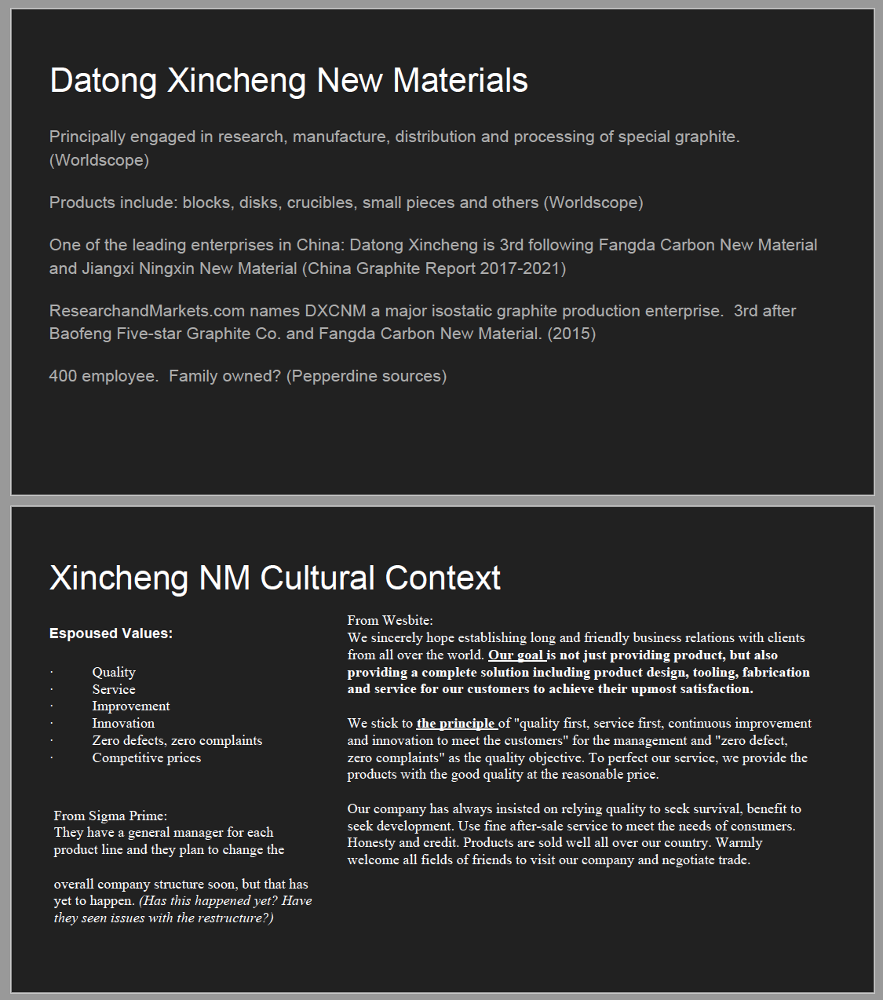 Datong Xincheng New Materials
Principally engaged in research, manufacture, distribution and processing of special graphite.
(Worldscope)
Products include: blocks, disks, crucibles, small pieces and others (Worldscope)
One of the leading enterprises in China: Datong Xincheng is 3rd following Fangda Carbon New Material
and Jiangxi Ningxin New Material (China Graphite Report 2017-2021)
ResearchandMarkets.com names DXCNM a major isostatic graphite production enterprise.  3rd after
Baofeng Five-star Graphite Co. and Fangda Carbon New Material. (2015)
400 employee.  Family owned? (Pepperdine sources)
Xincheng NM Cultural Context
Espoused Values:
· Quality
· Service
· Improvement
· Innovation
· Zero defects, zero complaints
· Competitive prices
From Sigma Prime:
They have a general manager for each
product line and they plan to change the
overall company structure soon, but that has
yet to happen. (Has this happened yet? Have
they seen issues with the restructure?)
From Wesbite:
We sincerely hope establishing long and friendly business relations with clients
from all over the world. Our goal is not just providing product, but also
providing a complete solution including product design, tooling, fabrication
and service for our customers to achieve their upmost satisfaction.
We stick to the principle of "quality first, service first, continuous improvement
and innovation to meet the customers" for the management and "zero defect,
zero complaints" as the quality objective. To perfect our service, we provide the
products with the good quality at the reasonable price.
Our company has always insisted on relying quality to seek survival, benefit to
seek development. Use fine after-sale service to meet the needs of consumers.
Honesty and credit. Products are sold well all over our country. Warmly
welcome all fields of friends to visit our company and negotiate trade.